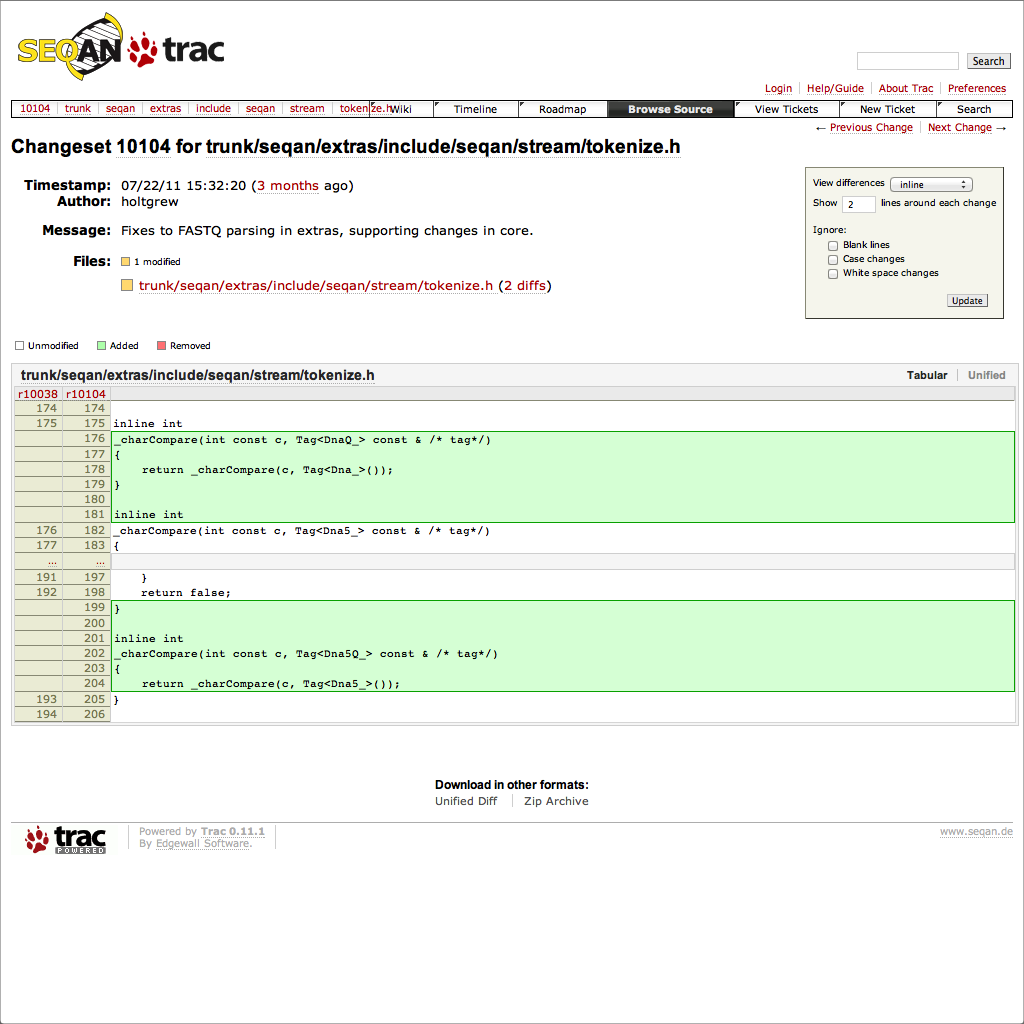 SEQAN trac
Search
Login Help/Guide About Trac Preferences
10104 trunk seqan extras include seqan stream tokenize.h Wiki Timeline Roadmap Browse Source View Tickets New Ticket Search
← Previous Change Next Change →
Changeset 10104 for trunk/seqan/extras/include/seqan/stream/tokenize.h
Timestamp: 07/22/11 15:32:20 (3 months ago)
Author: holtgrew
Message: Fixes to FASTQ parsing in extras, supporting changes in core.
Files: 1 modified
trunk/seqan/extras/include/seqan/stream/tokenize.h (2 diffs)
View differences inline
Show 2 lines around each change
Ignore:
Blank lines
Case changes
White space changes
Update
Unmodified Added Removed
trunk/seqan/extras/include/seqan/stream/tokenize.h Tabular Unified
r10038 r10104
174 174
175 175 inline int
176 _charCompare(int const c, Tag<DnaQ_> const & /* tag*/)
177 {
178 return _charCompare(c, Tag<Dna_>());
179 }
180
181 inline int
176 182 _charCompare(int const c, Tag<Dna5_> const & /* tag*/)
177 183 {
… …
191 197 }
192 198 return false;
199 }
200
201 inline int
202 _charCompare(int const c, Tag<Dna5Q_> const & /* tag*/)
203 {
204 return _charCompare(c, Tag<Dna5_>());
193 205 }
194 206
Download in other formats:
Unified Diff Zip Archive
trac POWERED
Powered by Trac 0.11.1
By Edgewall Software.
www.seqan.de